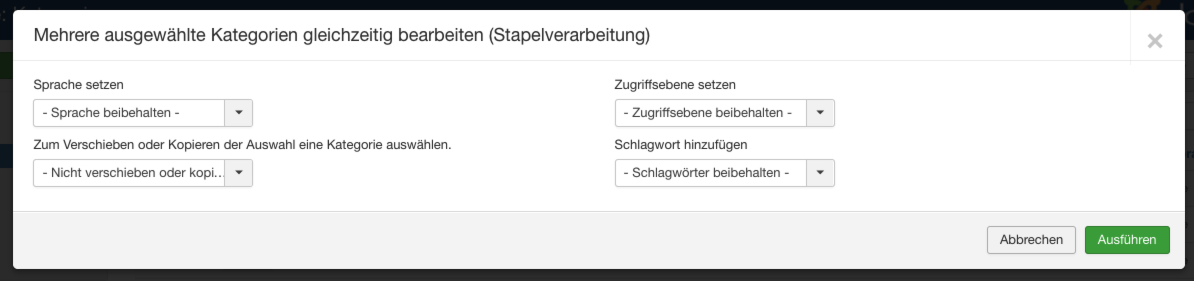 Mehrere ausgewählte Kategorien gleichzeitig bearbeiten (Stapelverarbeitung)
Sprache setzen
- Sprache beibehalten -
Zugriffsebene setzen
- Zugriffsebene beibehalten -
Zum Verschieben oder Kopieren der Auswahl eine Kategorie auswählen.
- Nicht verschieben oder kopi...
Schlagwort hinzufügen
- Schlagwörter beibehalten -
Abbrechen
Ausführen